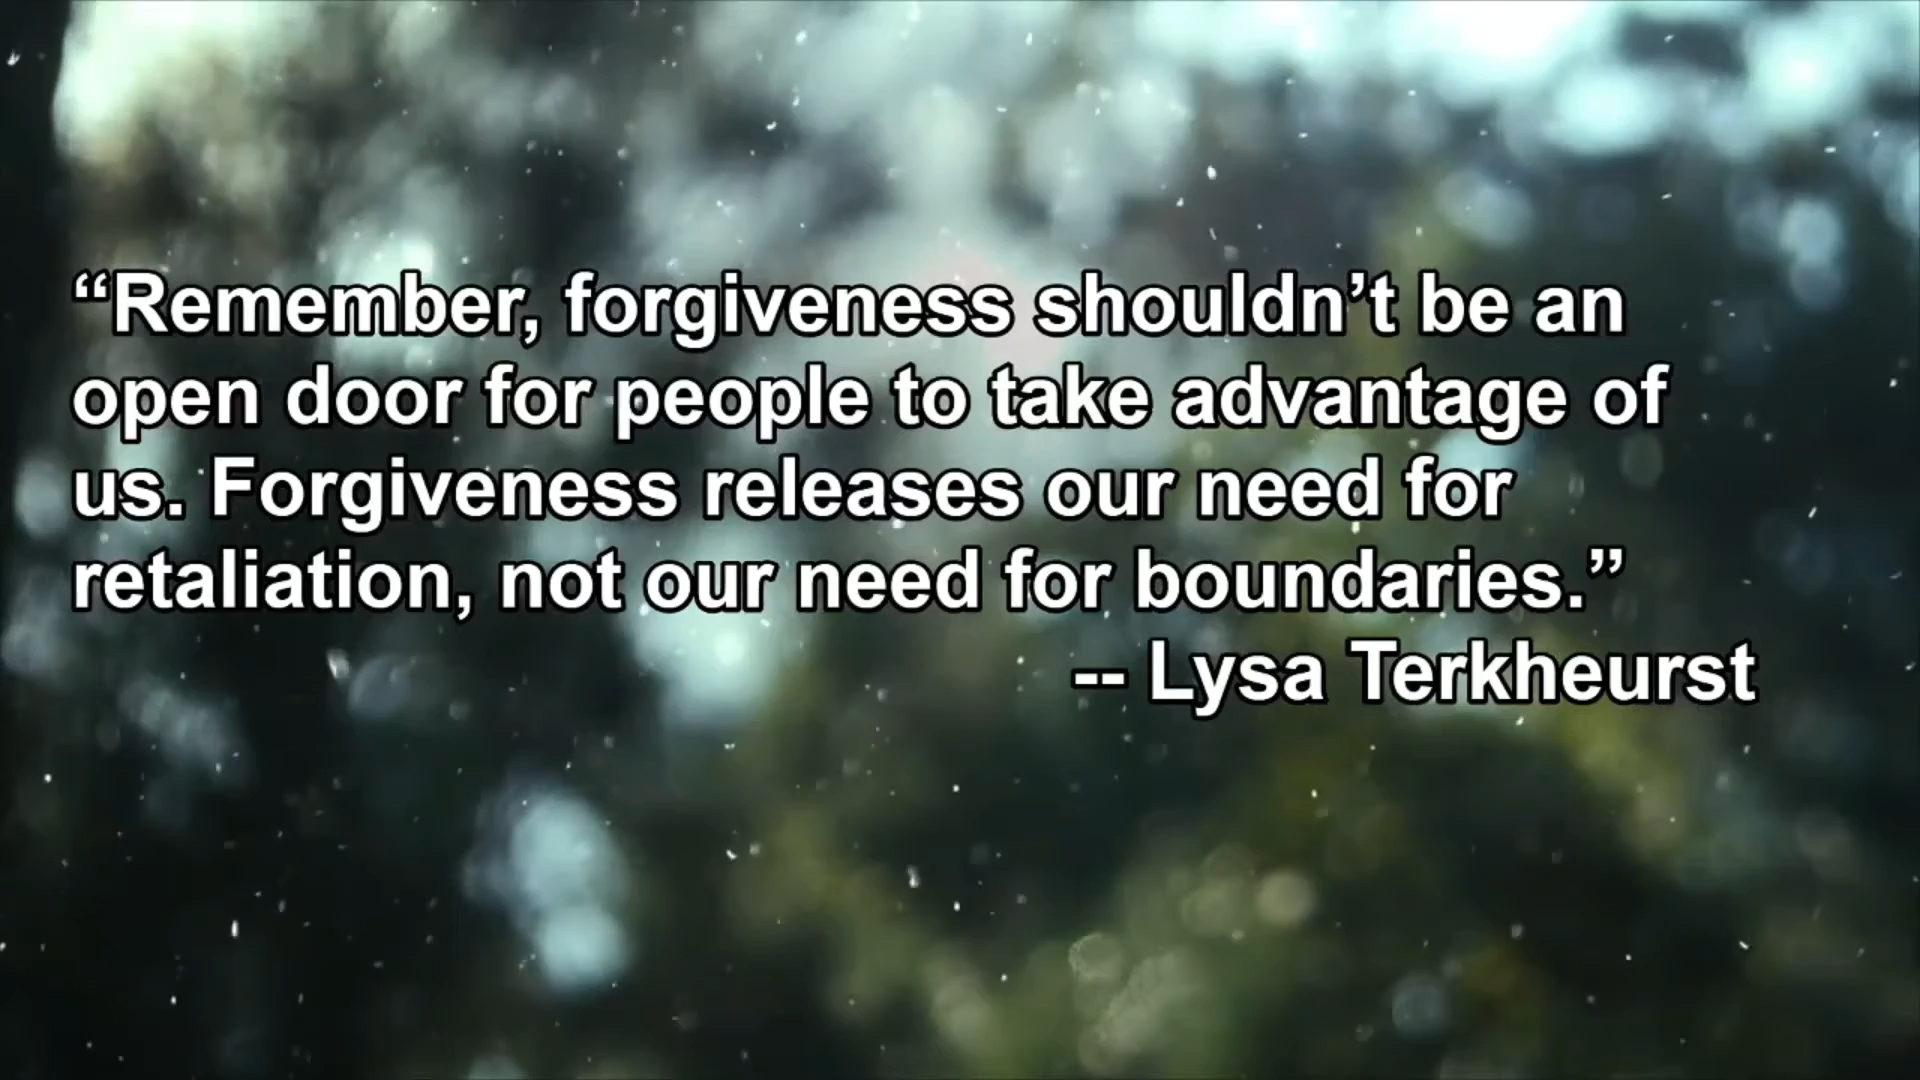 “Remember, forgiveness shouldn’t be an
open door for people to take advantage of
us. Forgiveness releases our need for
retaliation, not our need for boundaries.”
-- Lysa Terkheurst